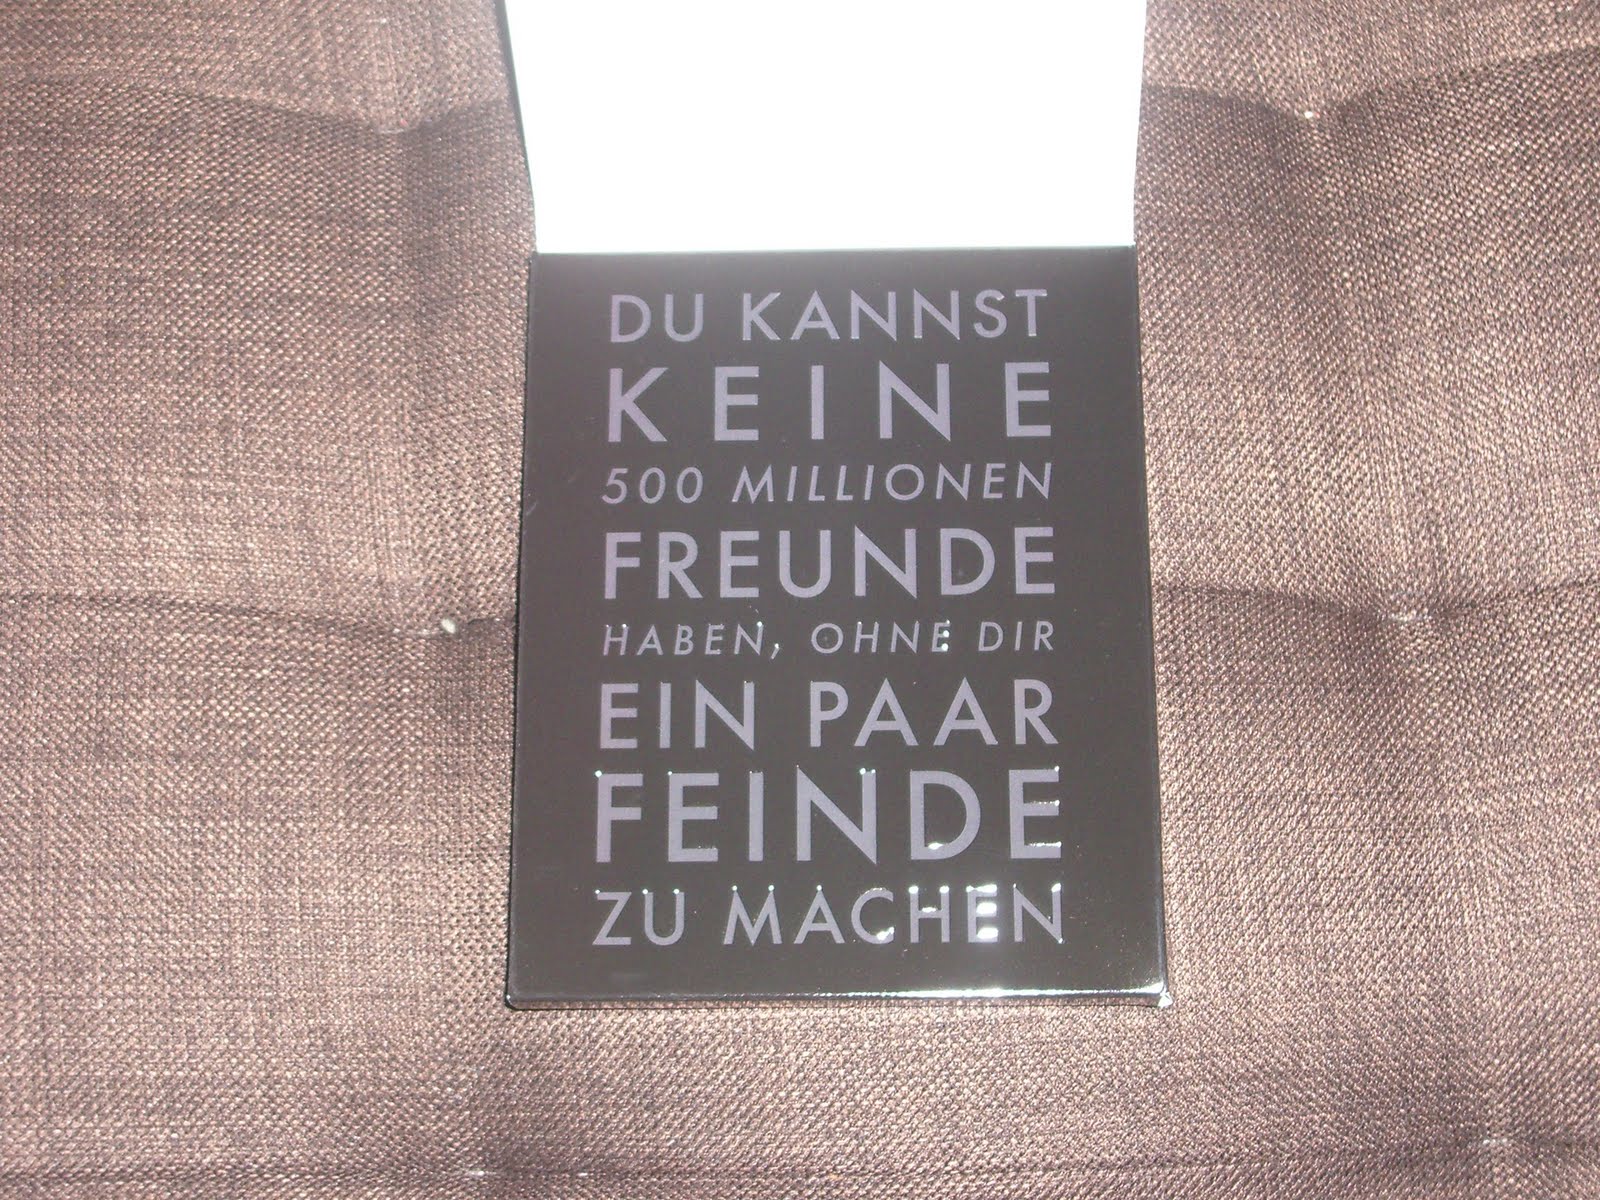 DU KANNST
KEINE
500 MILLIONEN
FREUNDE
HABEN, OHNE DIR
EIN PAAR
FEINDE
ZU MACHEN